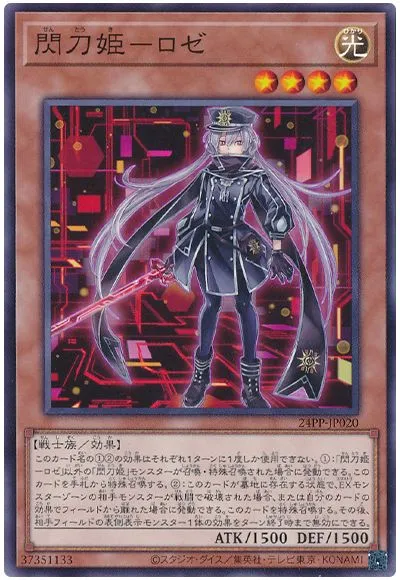 閃刀姫－ロゼ
光
24PP-JP020
【戦士族／効果】
このカード名の①②の効果はそれぞれ1ターンに1度しか使用できない。①：「閃刀姫
－ロゼ」以外の「閃刀姫」モンスターが召喚・特殊召喚された場合に発動できる。この
カードを手札から特殊召喚する。②：このカードが墓地に存在する状態で、EXモ
ンスターゾーンの相手モンスターが戦闘で破壊された場合、または自分のカードの
効果でフィールドから離れた場合に発動できる。このカードを特殊召喚する。その後、
相手フィールドの表側表示モンスター1体の効果をターン終了時まで無効にできる。
ATK/1500 DEF/1500
37351133 ©スタジオ・ダイス／集英社・テレビ東京・KONAMI